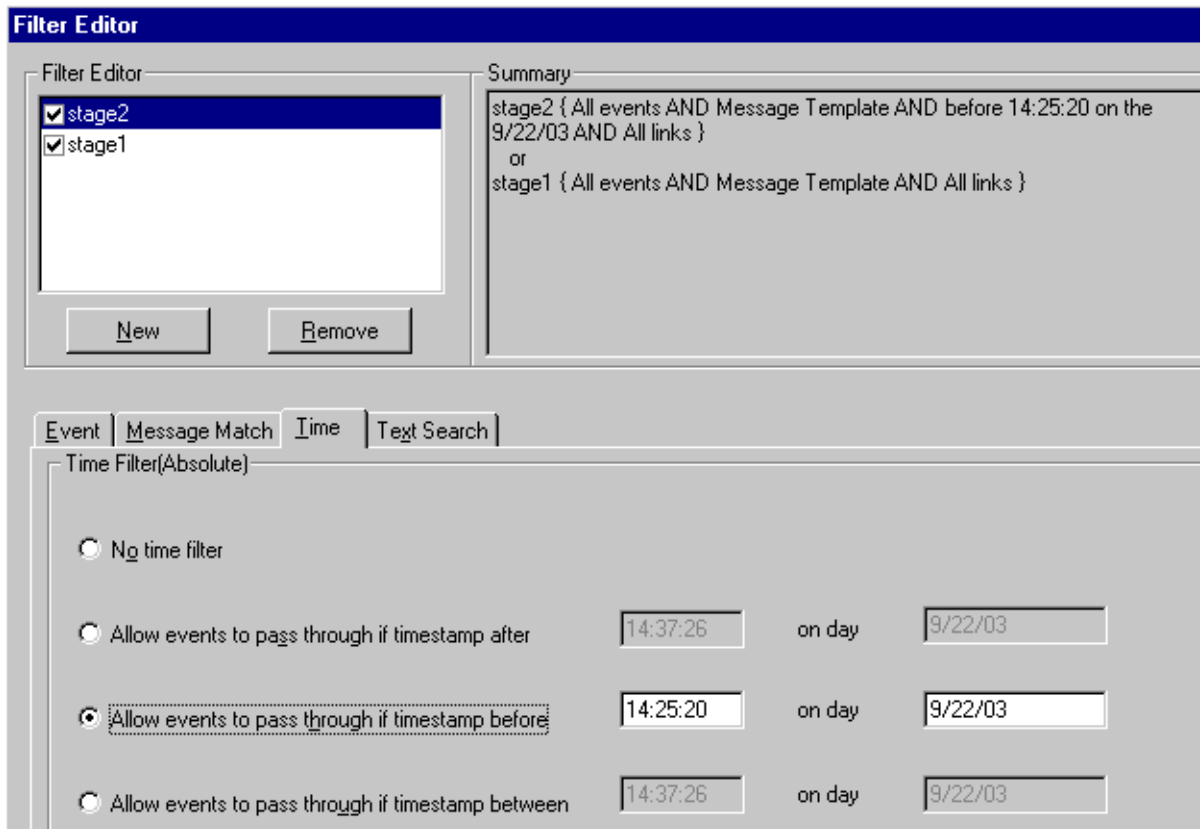 Filter Editor
Filter Editor
stage2
stage1
New
Remove
Summary
stage2 { All events AND Message Template AND before 14:25:20 on the
9/22/03 AND All links }
or
stage1 { All events AND Message Template AND All links }
Event
Message Match
Time
Text Search
Time Filter(Absolute)
No time filter
Allow events to pass through if timestamp after 14:37:26 on day 9/22/03
Allow events to pass through if timestamp before 14:25:20 on day 9/22/03
Allow events to pass through if timestamp between 14:37:26 on day 9/22/03